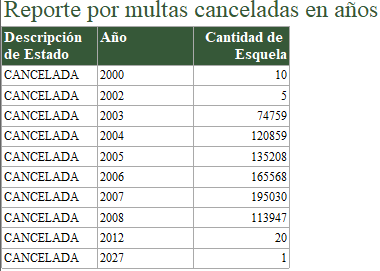 Reporte por multas canceladas en años
Descripción de Estado Año Cantidad de Esquela
CANCELADA 2000 10
CANCELADA 2002 5
CANCELADA 2003 74759
CANCELADA 2004 120859
CANCELADA 2005 135208
CANCELADA 2006 165568
CANCELADA 2007 195030
CANCELADA 2008 113947
CANCELADA 2012 20
CANCELADA 2027 1